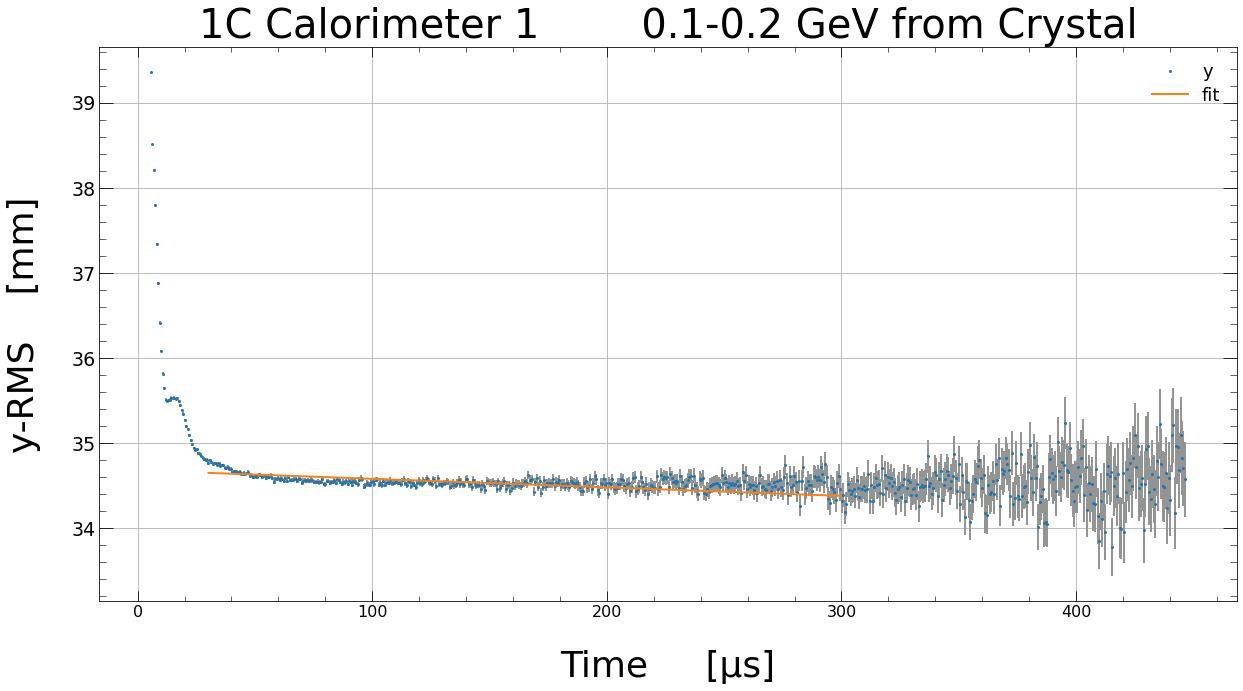 1C Calorimeter 1 0.1-0.2 GeV from Crystal
y
fit
y-RMS [mm]
39
38
37
36
35
34
0 100 200 300 400
Time [μs]